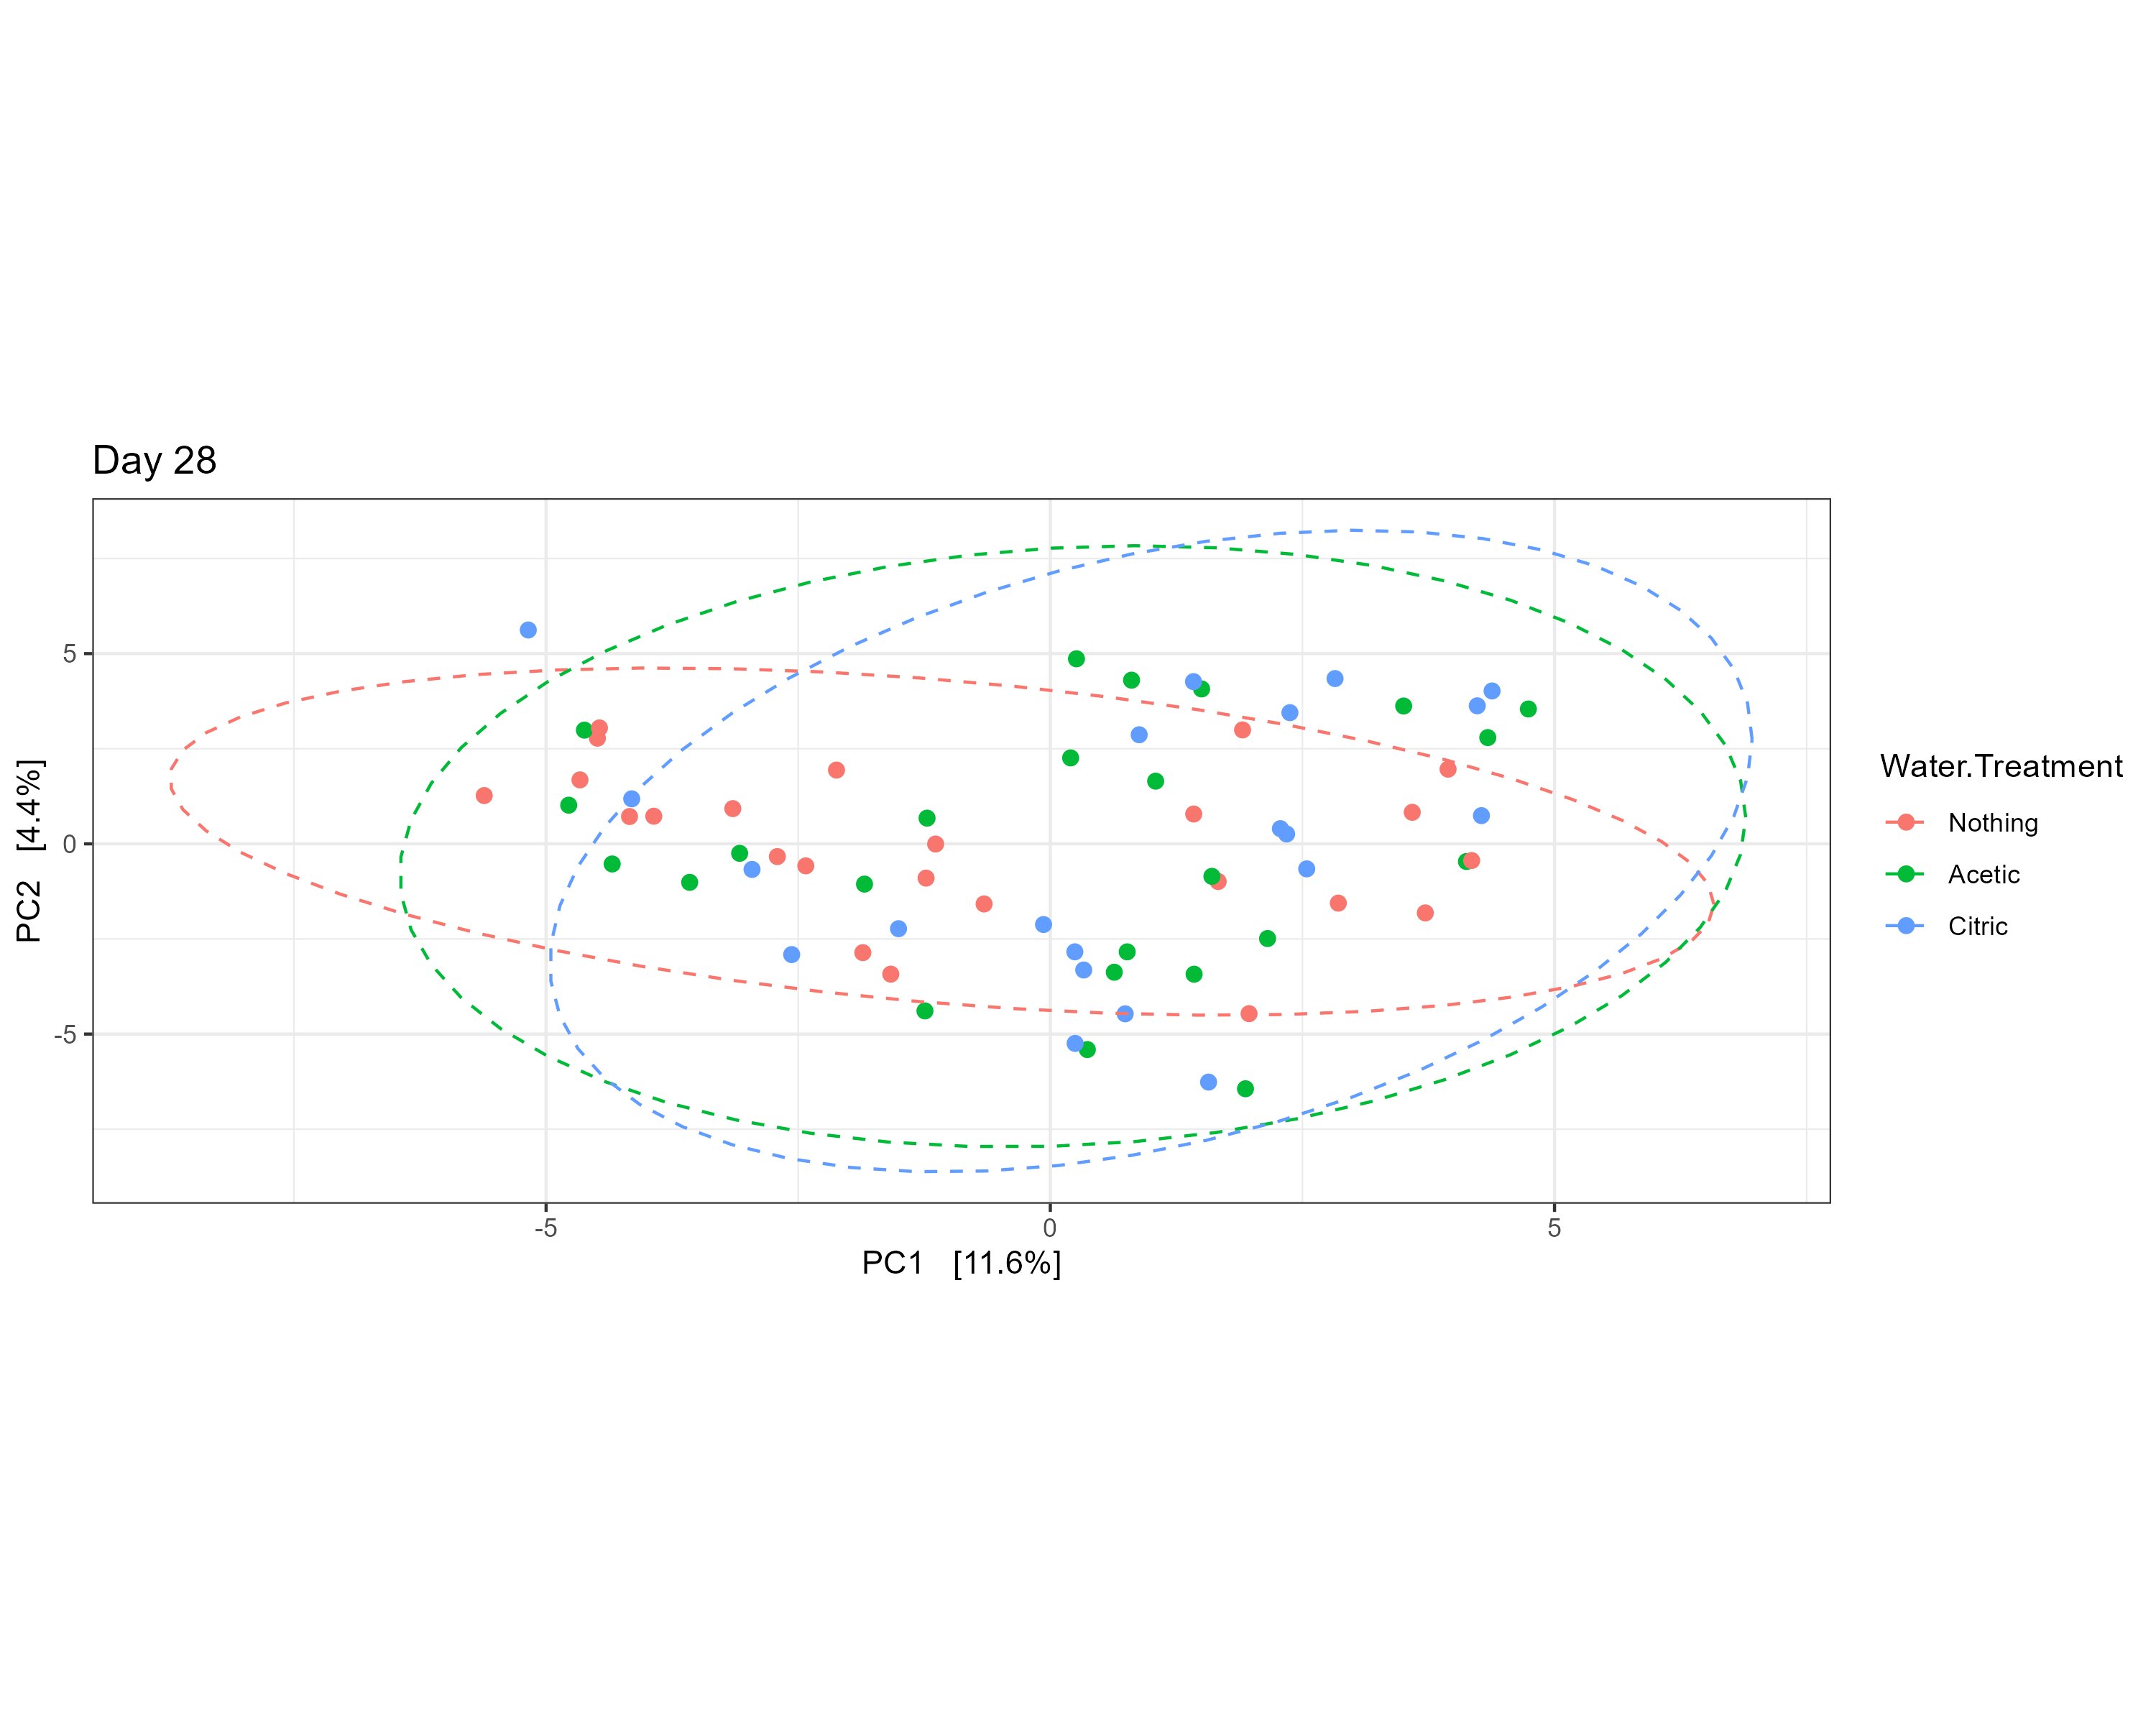 Day 28
5
0
-5
PC2 [4.4%]
-5
0
5
PC1 [11.6%]
Water.Treatment
Nothing
Acetic
Citric